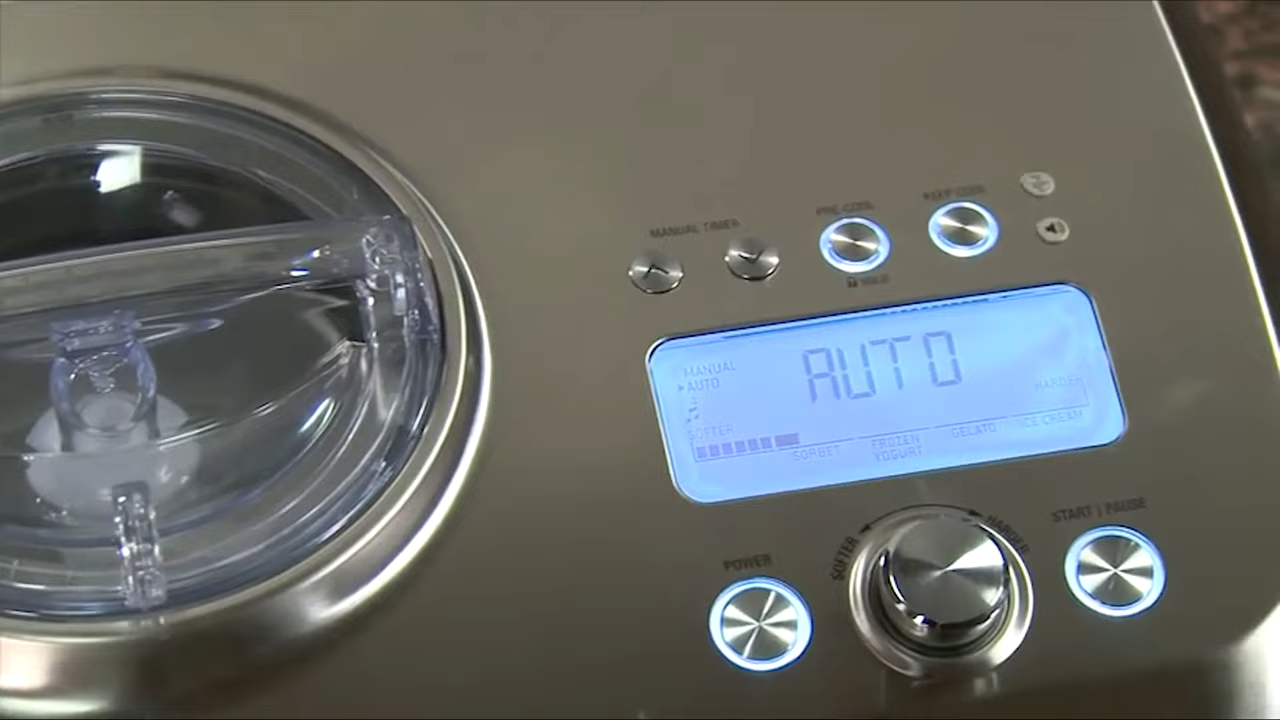 MANUAL TIMER
PRE-COOL
KEEP COOL
HOLD
MANUAL
AUTO
AUTO
HARDER
SOFTER
SORBET
FROZEN
YOGURT
GELATO
ICE CREAM
POWER
SOFTER
HARDER
START | PAUSE